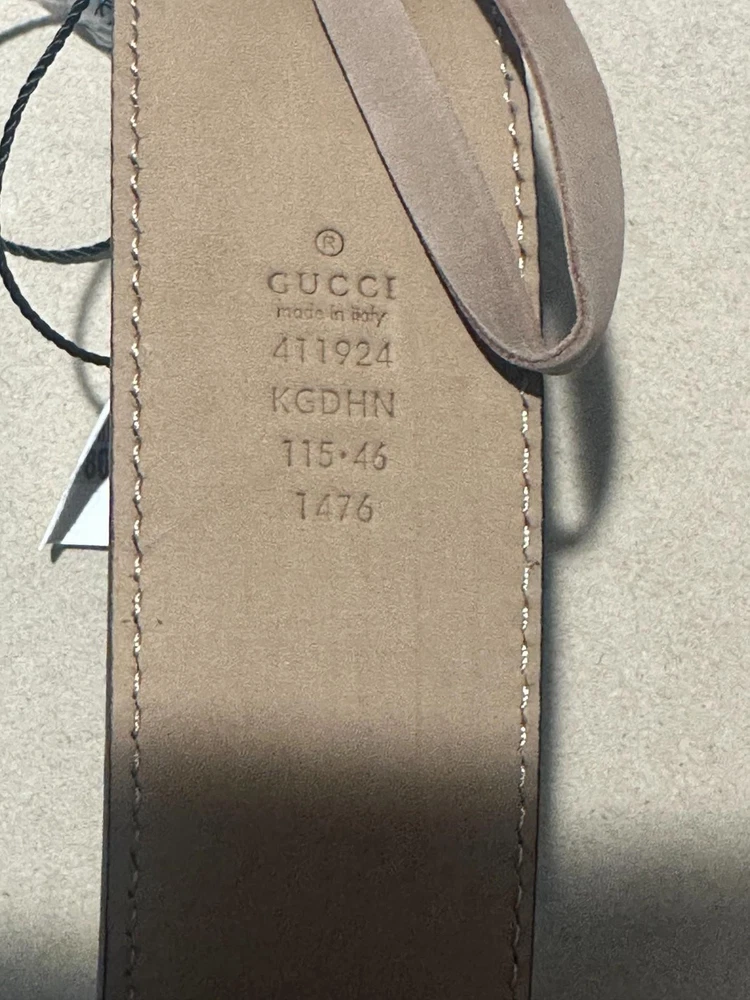 ®
GUCCI
made in italy
411924
KGDHN
115·46
1476